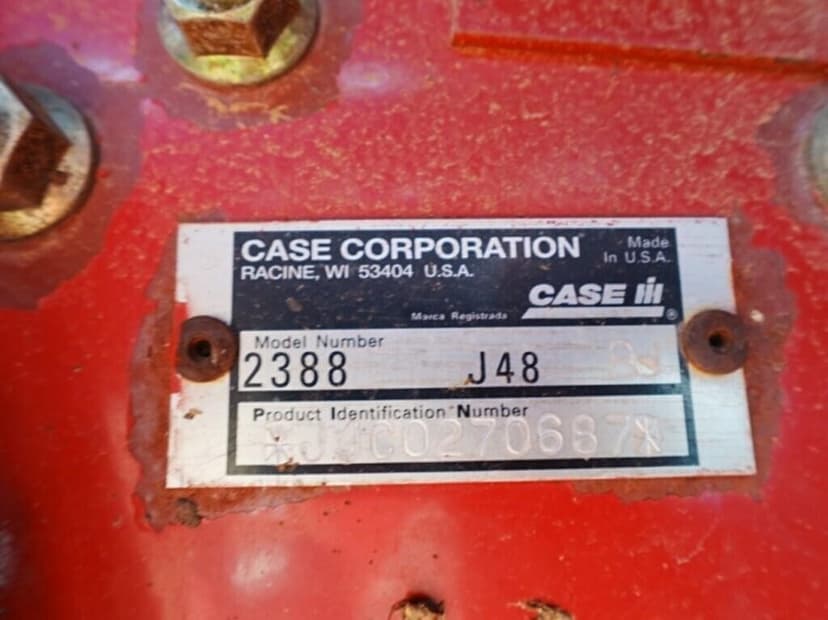 CASE CORPORATION
Made
In U.S.A.
RACINE, WI 53404 U.S.A.
CASE IH
Marca Registrada
®
Model Number
2388 J48
Product Identification Number